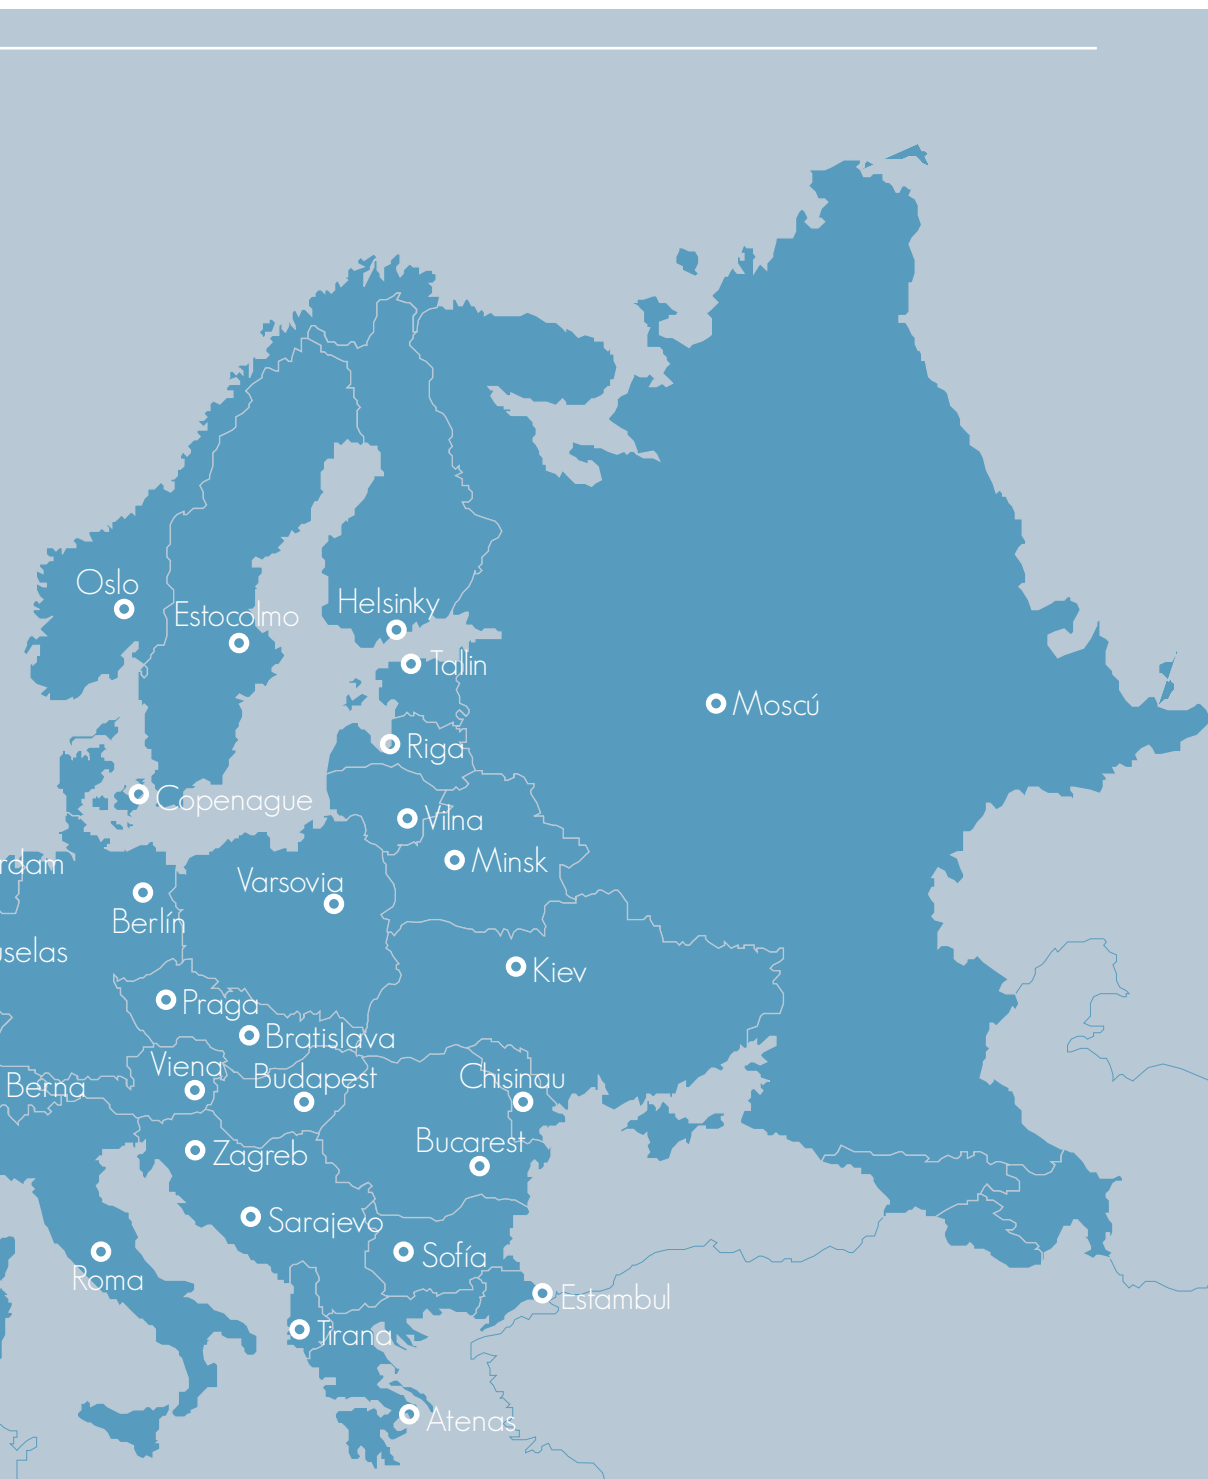 Oslo
Helsinky
Estocolmo
Tallin
Moscú
Riga
Copenague
Vilna
Minsk
rdam
Varsovia
Berlín
uselas
Kiev
Praga
Bratislava
Viena
Berna
Budapest
Chisinau
Bucarest
Zagreb
Sarajevo
Sofía
Roma
Estambul
Tirana
Atenas